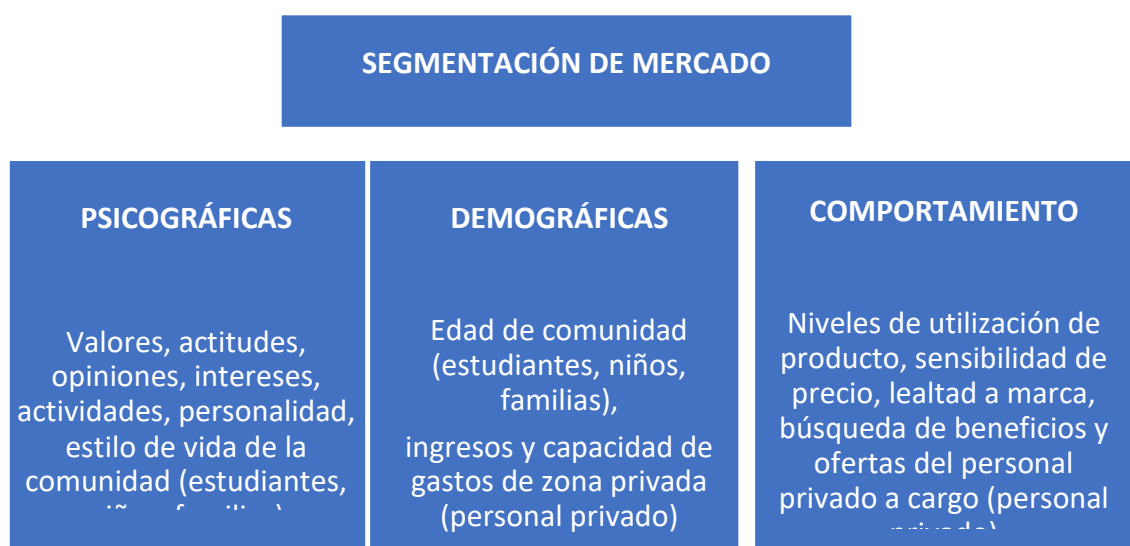 SEGMENTACIÓN DE MERCADO
PSICOGRÁFICAS
Valores, actitudes,
opiniones, intereses,
actividades, personalidad,
estilo de vida de la
comunidad (estudiantes,
DEMOGRÁFICAS
Edad de comunidad
(estudiantes, niños,
familias),
ingresos y capacidad de
gastos de zona privada
(personal privado)
COMPORTAMIENTO
Niveles de utilización de
producto, sensibilidad de
precio, lealtad a marca,
búsqueda de beneficios y
ofertas del personal
privado a cargo (personal